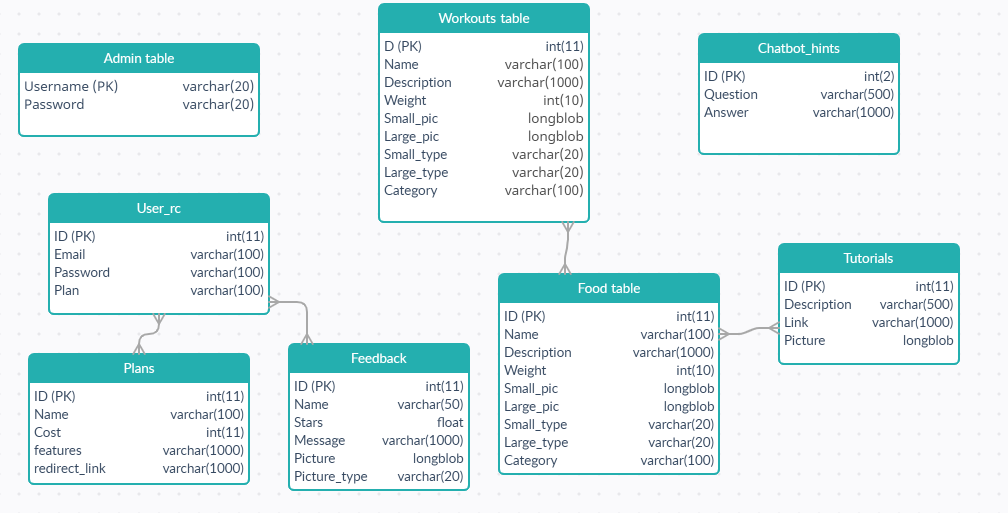 Admin table
Username (PK) varchar(20)
Password varchar(20)
Workouts table
D (PK) int(11)
Name varchar(100)
Description varchar(1000)
Weight int(10)
Small_pic longblob
Large_pic longblob
Small_type varchar(20)
Large_type varchar(20)
Category varchar(100)
Chatbot_hints
ID (PK) int(2)
Question varchar(500)
Answer varchar(1000)
User_rc
ID (PK) int(11)
Email varchar(100)
Password varchar(100)
Plan varchar(100)
Plans
ID (PK) int(11)
Name varchar(100)
Cost int(11)
features varchar(1000)
redirect_link varchar(1000)
Feedback
ID (PK) int(11)
Name varchar(50)
Stars float
Message varchar(1000)
Picture longblob
Picture_type varchar(20)
Food table
ID (PK) int(11)
Name varchar(100)
Description varchar(1000)
Weight int(10)
Small_pic longblob
Large_pic longblob
Small_type varchar(20)
Large_type varchar(20)
Category varchar(100)
Tutorials
ID (PK) int(11)
Description varchar(500)
Link varchar(1000)
Picture longblob